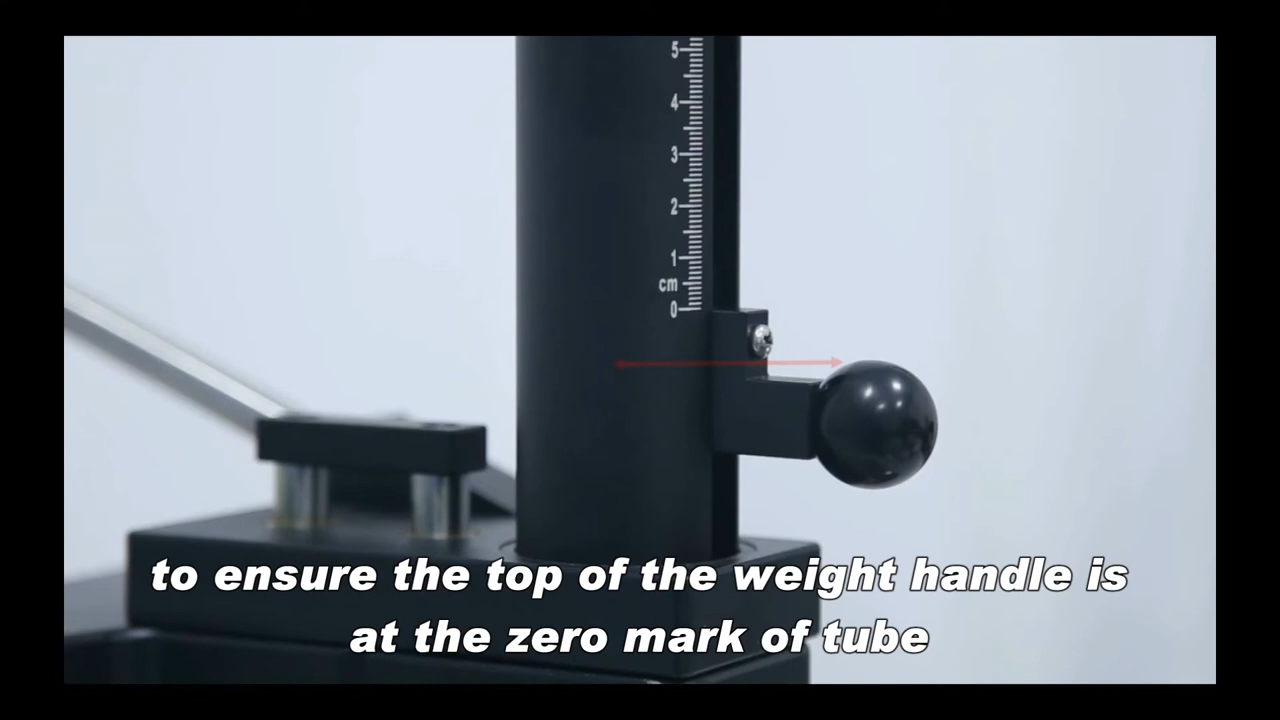 5
4
3
2
1
cm
0
to ensure the top of the weight handle is
at the zero mark of tube